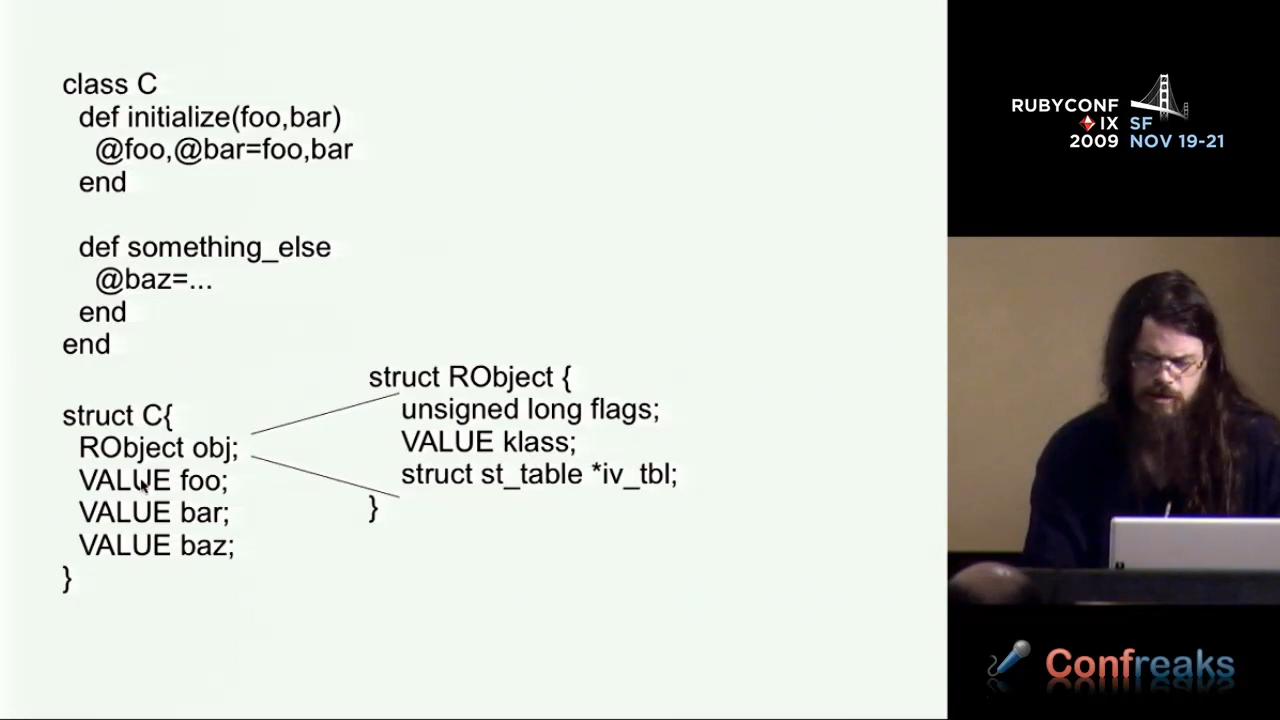 class C
def initialize(foo,bar)
@foo,@bar=foo,bar
end
def something_else
@baz=...
end
end
struct C{
RObject obj;
VALUE foo;
VALUE bar;
VALUE baz;
}
struct RObject {
unsigned long flags;
VALUE klass;
struct st_table *iv_tbl;
}
RUBYCONF
IX SF
2009 NOV 19-21
Confreaks